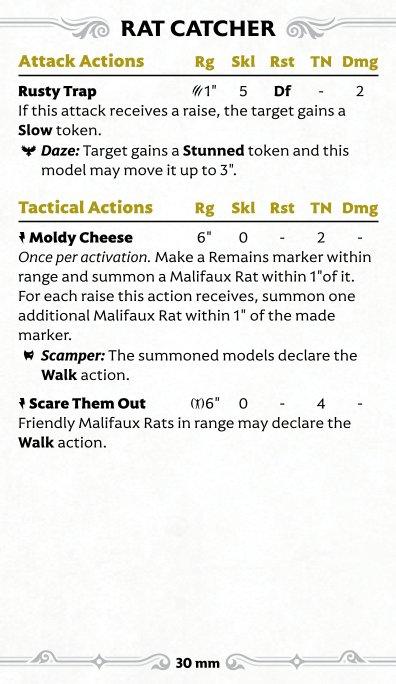 RAT CATCHER
Attack Actions Rg Skl Rst TN Dmg
Rusty Trap 1" 5 Df - 2
If this attack receives a raise, the target gains a
Slow token.
Daze: Target gains a Stunned token and this
model may move it up to 3".
Tactical Actions Rg Skl Rst TN Dmg
Moldy Cheese 6" 0 - 2 -
Once per activation. Make a Remains marker within
range and summon a Malifaux Rat within 1"of it.
For each raise this action receives, summon one
additional Malifaux Rat within 1" of the made
marker.
Scamper: The summoned models declare the
Walk action.
Scare Them Out 6" 0 - 4 -
Friendly Malifaux Rats in range may declare the
Walk action.
30 mm